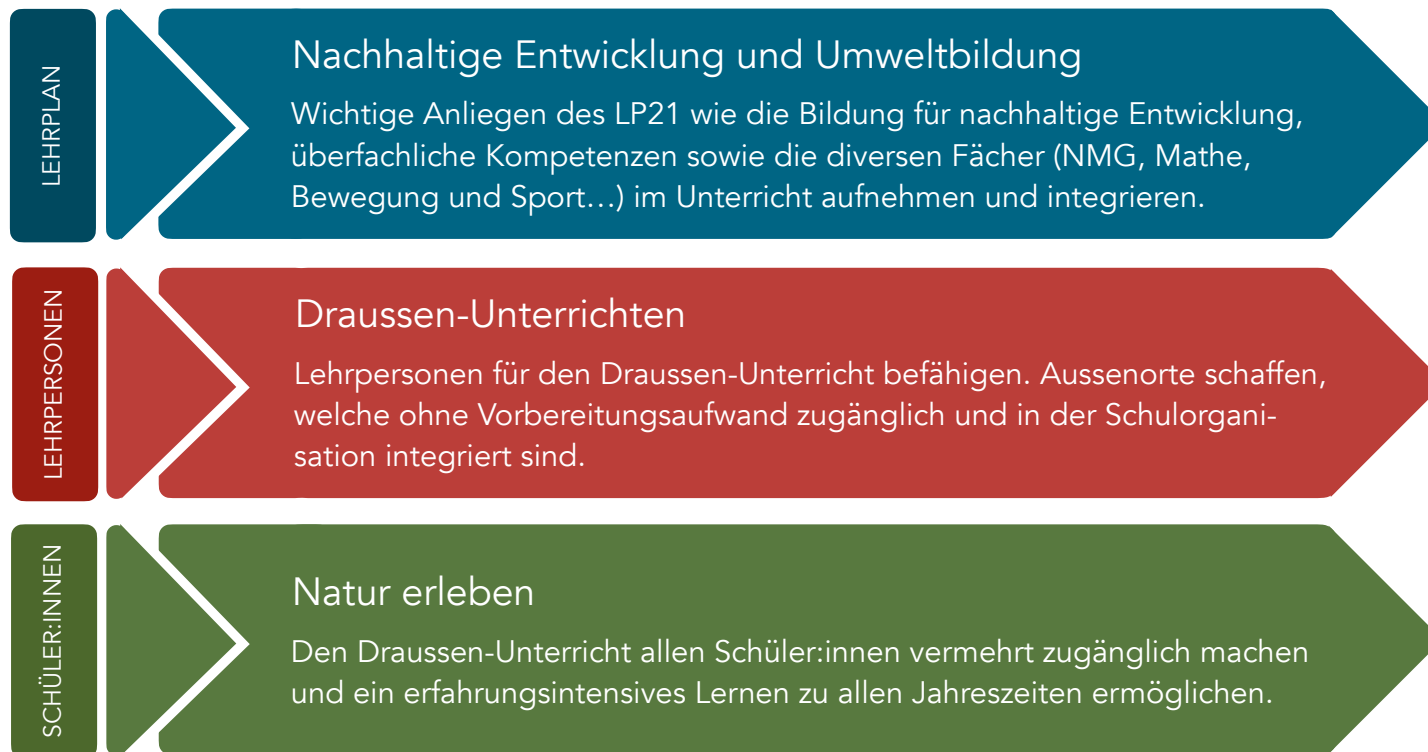 LEHRPLAN
Nachhaltige Entwicklung und Umweltbildung
Wichtige Anliegen des LP21 wie die Bildung für nachhaltige Entwicklung,
überfachliche Kompetenzen sowie die diversen Fächer (NMG, Mathe,
Bewegung und Sport…) im Unterricht aufnehmen und integrieren.
LEHRPERSONEN
Draussen-Unterrichten
Lehrpersonen für den Draussen-Unterricht befähigen. Aussenorte schaffen,
welche ohne Vorbereitungsaufwand zugänglich und in der Schulorgani-
sation integriert sind.
SCHÜLER:INNEN
Natur erleben
Den Draussen-Unterricht allen Schüler:innen vermehrt zugänglich machen
und ein erfahrungsintensives Lernen zu allen Jahreszeiten ermöglichen.